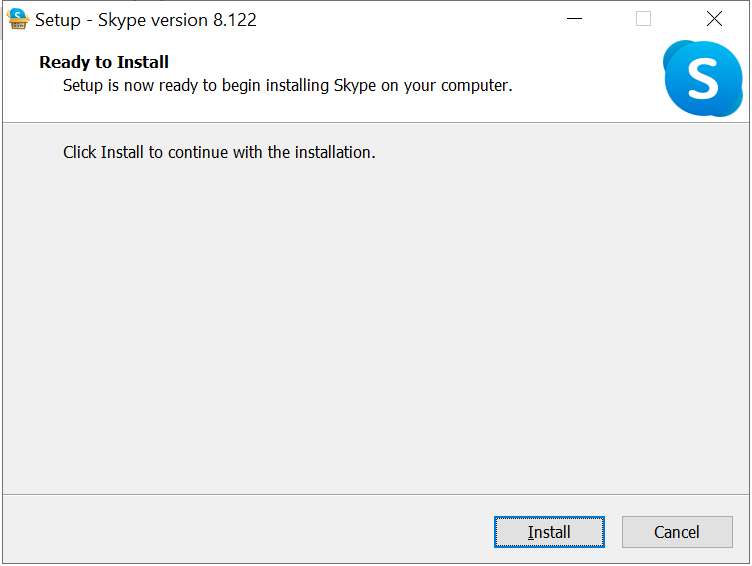 Setup - Skype version 8.122
Ready to Install
Setup is now ready to begin installing Skype on your computer.
S
Click Install to continue with the installation.
Install
Cancel